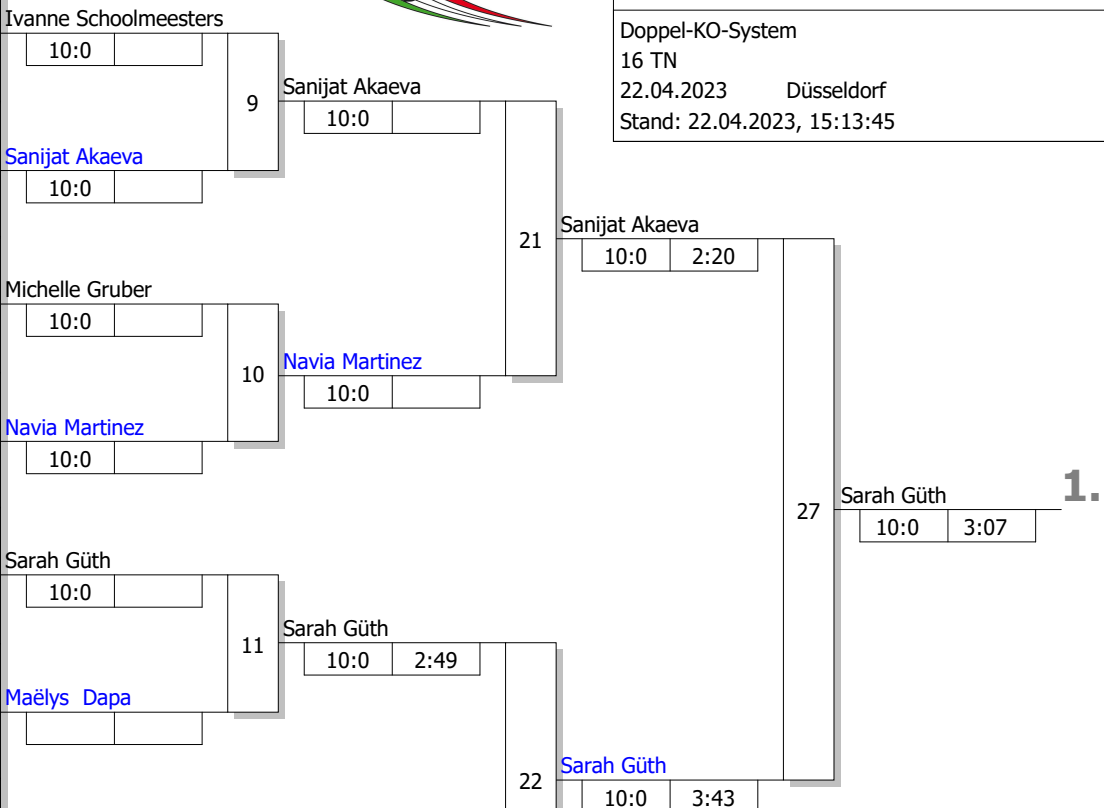 Ivanne Schoolmeesters
10:0
Doppel-KO-System
16 TN
22.04.2023 Düsseldorf
Stand: 22.04.2023, 15:13:45
9
Sanijat Akaeva
10:0
Sanijat Akaeva
10:0
21
Sanijat Akaeva
10:0 2:20
Michelle Gruber
10:0
10
Navia Martinez
10:0
Navia Martinez
10:0
27
Sarah Güth
10:0 3:07
1.
Sarah Güth
10:0
11
Sarah Güth
10:0 2:49
Maëlys Dapa
22
Sarah Güth
10:0 3:43